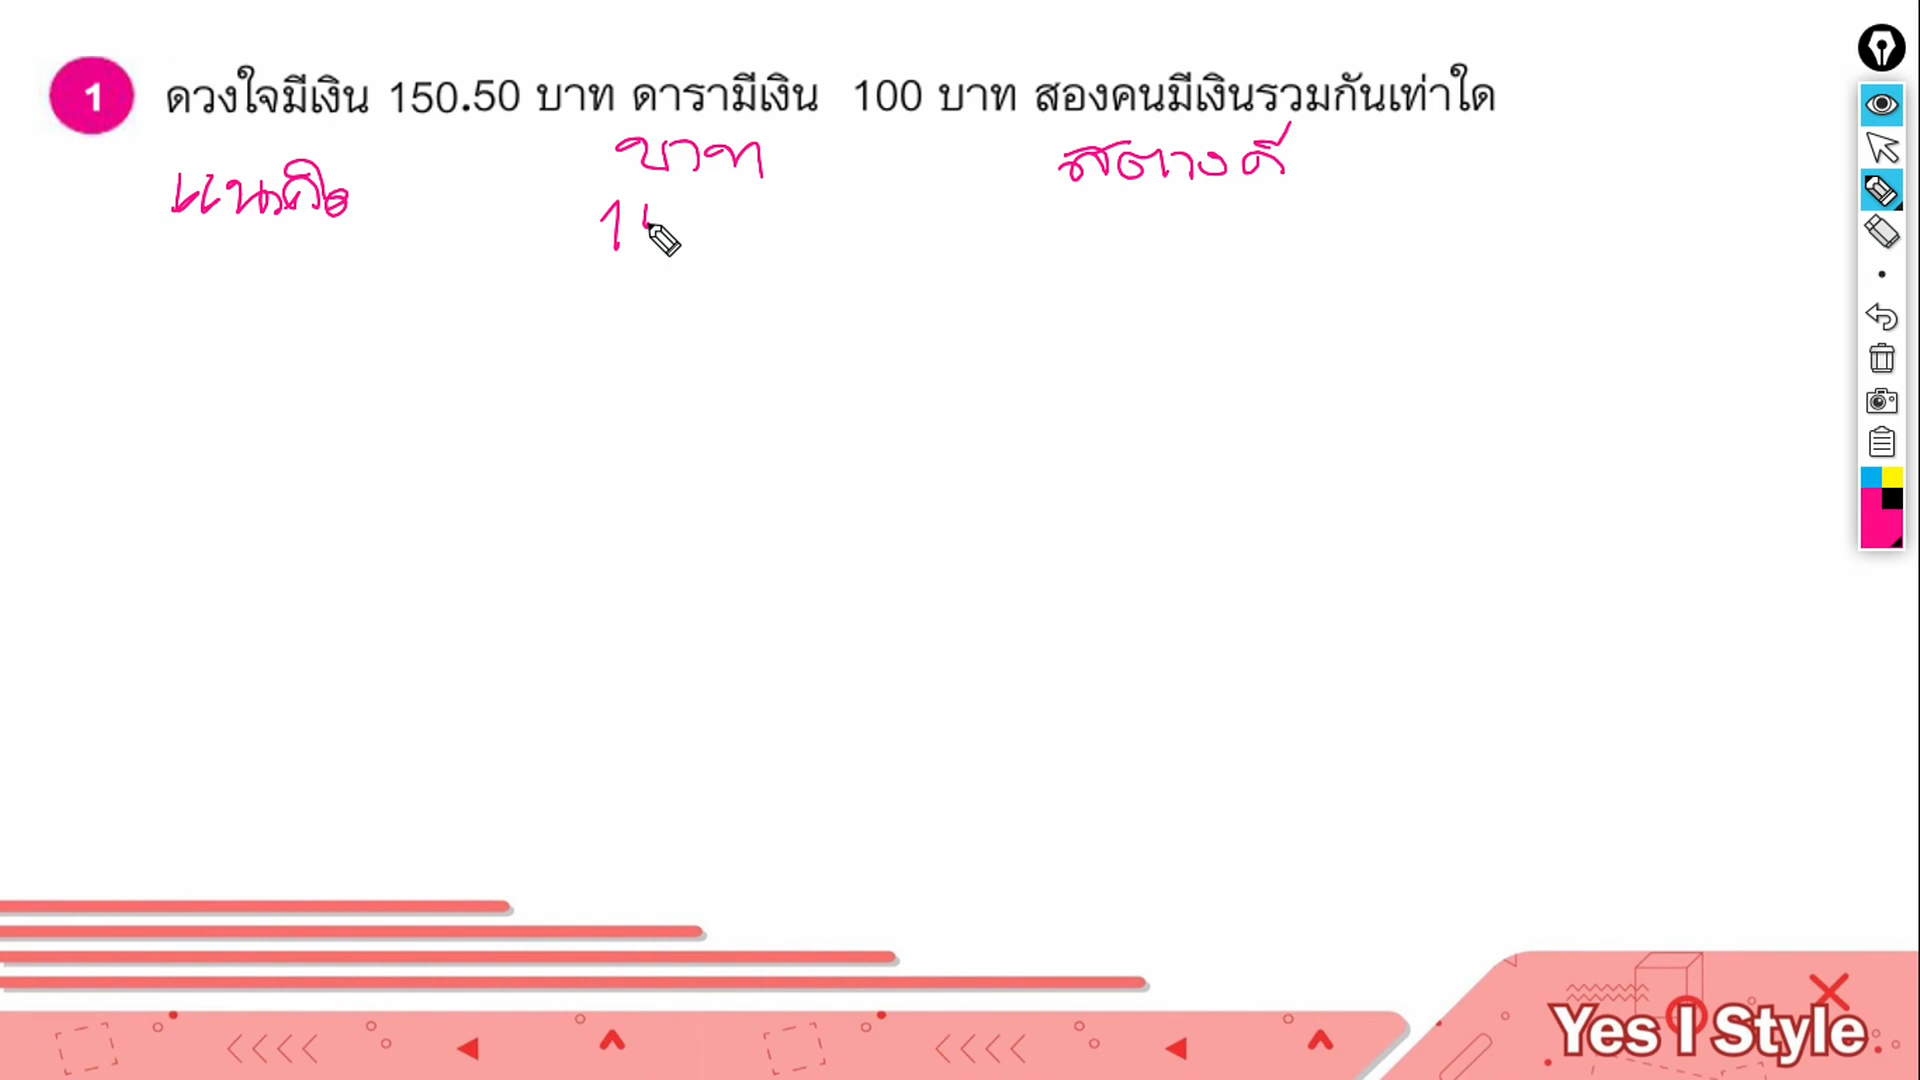 1 ดวงใจมีเงิน 150.50 บาท ดารามีเงิน 100 บาท สองคนมีเงินรวมกันเท่าใด
บาท สตางค์
แนวคิด
1
Yes I Style